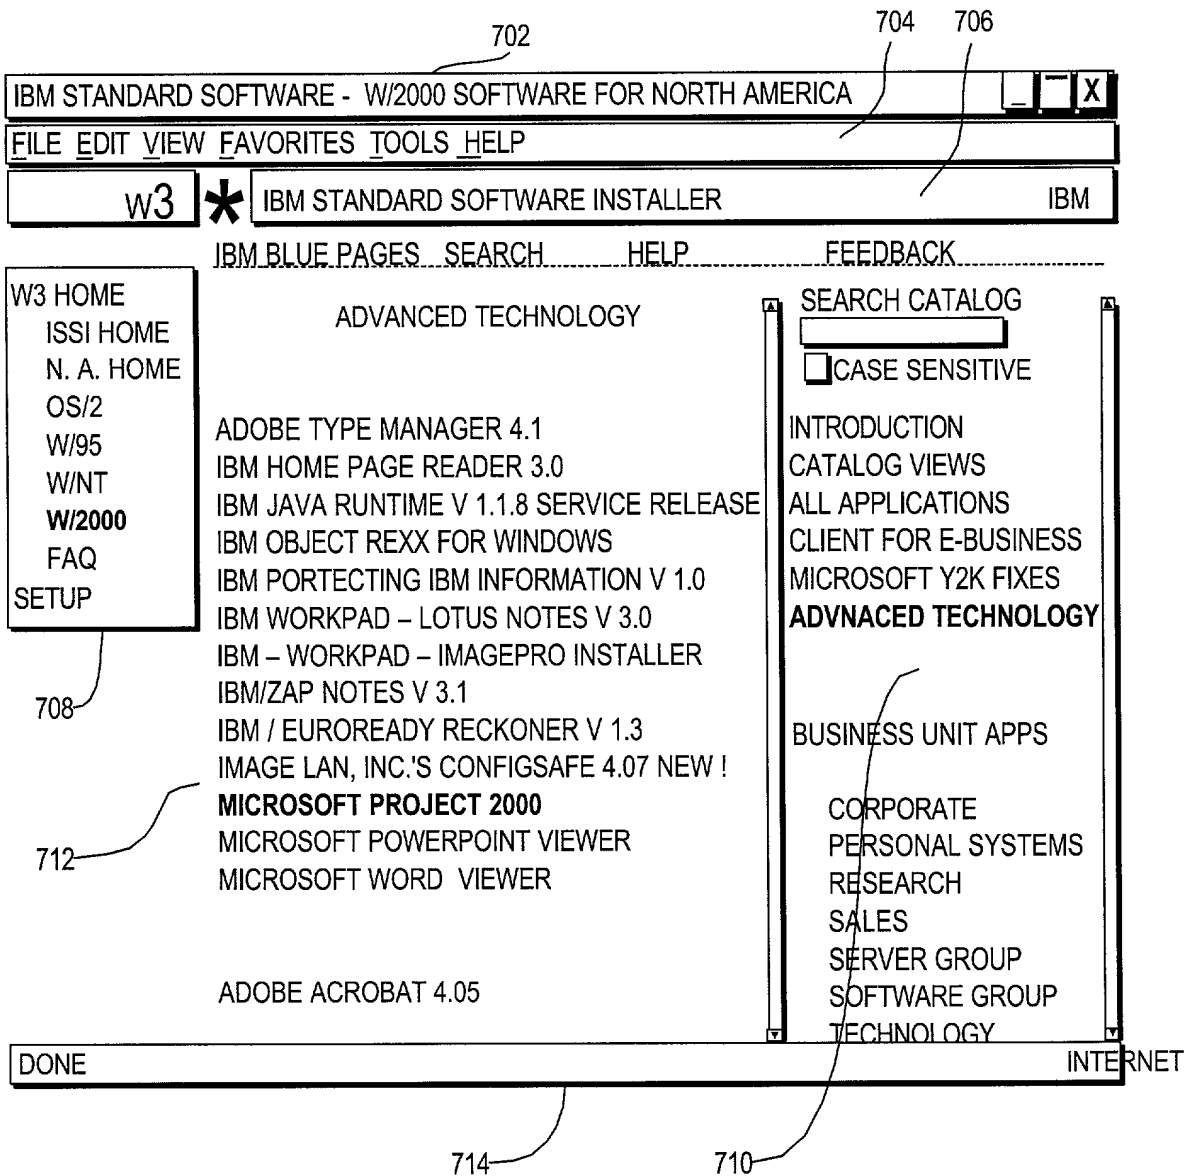 702
704
706
IBM STANDARD SOFTWARE - W/2000 SOFTWARE FOR NORTH AMERICA _ X
FILE EDIT VIEW FAVORITES TOOLS HELP
W3 * IBM STANDARD SOFTWARE INSTALLER IBM
IBM BLUE PAGES SEARCH HELP FEEDBACK
W3 HOME
ISSI HOME
N. A. HOME
OS/2
W/95
W/NT
W/2000
FAQ
SETUP
708
ADVANCED TECHNOLOGY
ADOBE TYPE MANAGER 4.1
IBM HOME PAGE READER 3.0
IBM JAVA RUNTIME V 1.1.8 SERVICE RELEASE
IBM OBJECT REXX FOR WINDOWS
IBM PORTECTING IBM INFORMATION V 1.0
IBM WORKPAD – LOTUS NOTES V 3.0
IBM – WORKPAD – IMAGEPRO INSTALLER
IBM/ZAP NOTES V 3.1
IBM / EUROREADY RECKONER V 1.3
IMAGE LAN, INC.'S CONFIGSAFE 4.07 NEW !
MICROSOFT PROJECT 2000
MICROSOFT POWERPOINT VIEWER
MICROSOFT WORD VIEWER
ADOBE ACROBAT 4.05
712
SEARCH CATALOG
CASE SENSITIVE
INTRODUCTION
CATALOG VIEWS
ALL APPLICATIONS
CLIENT FOR E-BUSINESS
MICROSOFT Y2K FIXES
ADVNACED TECHNOLOGY
BUSINESS UNIT APPS
CORPORATE
PERSONAL SYSTEMS
RESEARCH
SALES
SERVER GROUP
SOFTWARE GROUP
TECHNOLOGY
DONE INTERNET
714
710